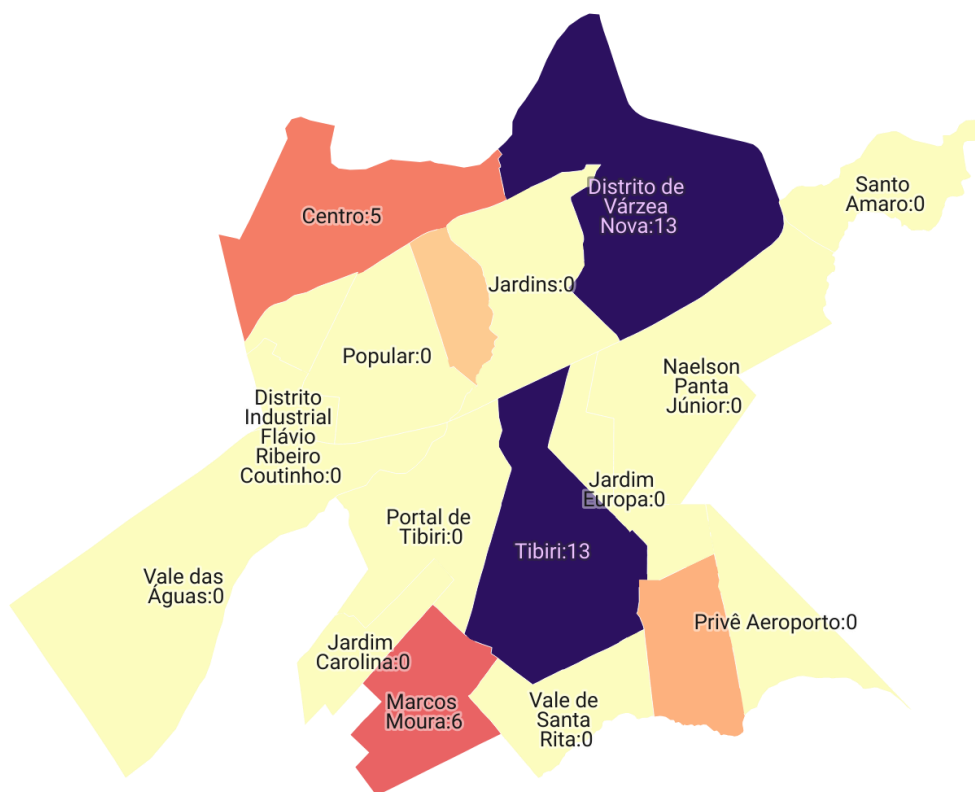 Santo
Amaro:0
Distrito de
Várzea
Nova:13
Centro:5
Jardins:0
Popular:0
Naelson
Panta
Júnior:0
Distrito
Industrial
Flávio
Ribeiro
Coutinho:0
Jardim
Europa:0
Portal de
Tibiri:0
Tibiri:13
Vale das
Águas:0
Privê Aeroporto:0
Jardim
Carolina:0
Marcos
Moura:6
Vale de
Santa
Rita:0